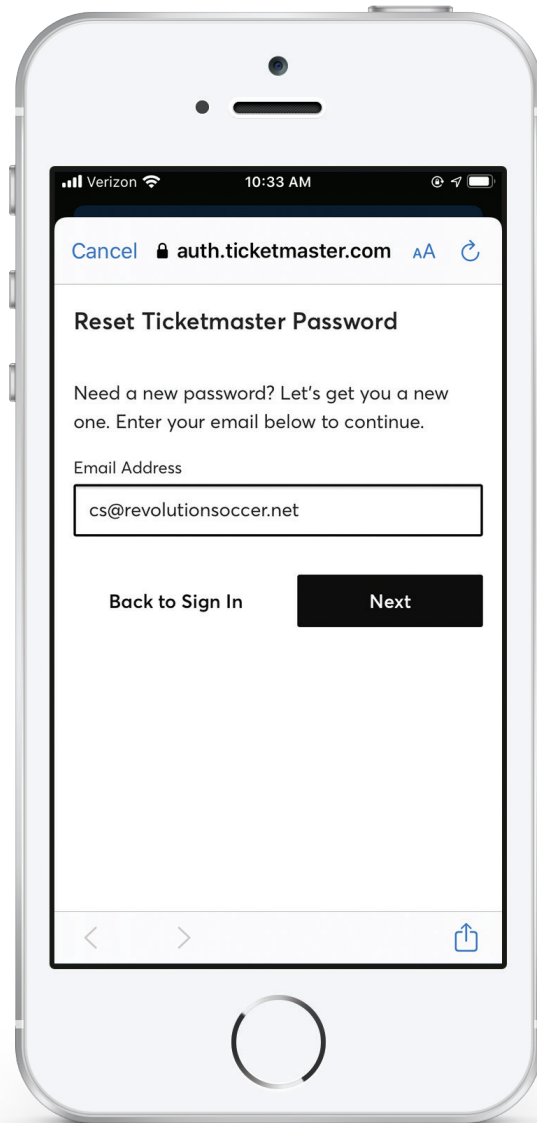 Verizon 10:33 AM
Cancel auth.ticketmaster.com AA
Reset Ticketmaster Password
Need a new password? Let's get you a new
one. Enter your email below to continue.
Email Address
cs@revolutionsoccer.net
Back to Sign In Next